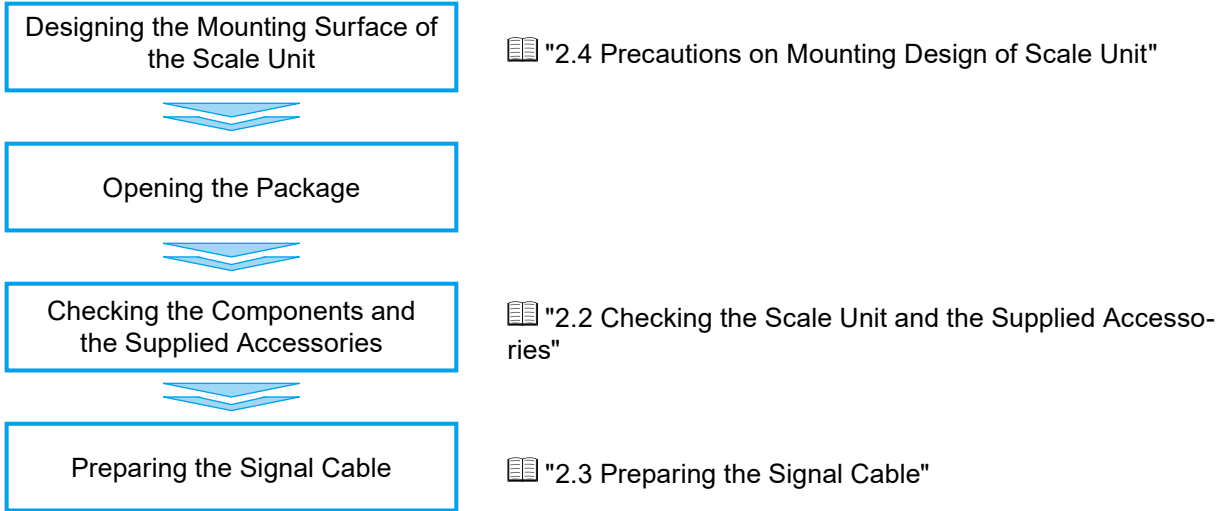 Designing the Mounting Surface of
the Scale Unit
"2.4 Precautions on Mounting Design of Scale Unit"
Opening the Package
Checking the Components and
the Supplied Accessories
"2.2 Checking the Scale Unit and the Supplied Accesso-
ries"
Preparing the Signal Cable
"2.3 Preparing the Signal Cable"